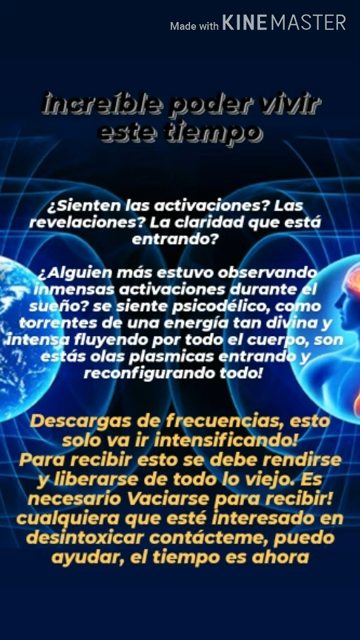 Made with KINEMASTER
increíble poder vivir
este tiempo
¿Sienten las activaciones? Las
revelaciones? La claridad que está
entrando?
¿Alguien más estuvo observando
inmensas activaciones durante el
sueño? se siente psicodélico, como
torrentes de una energía tan divina y
intensa fluyendo por todo el cuerpo, son
estás olas plasmicas entrando y
reconfigurando todo!
Descargas de frecuencias, esto
solo va ir intensificando!
Para recibir esto se debe rendirse
y liberarse de todo lo viejo. Es
necesario Vaciarse para recibir!
cualquiera que esté interesado en
desintoxicar contácteme, puedo
ayudar, el tiempo es ahora